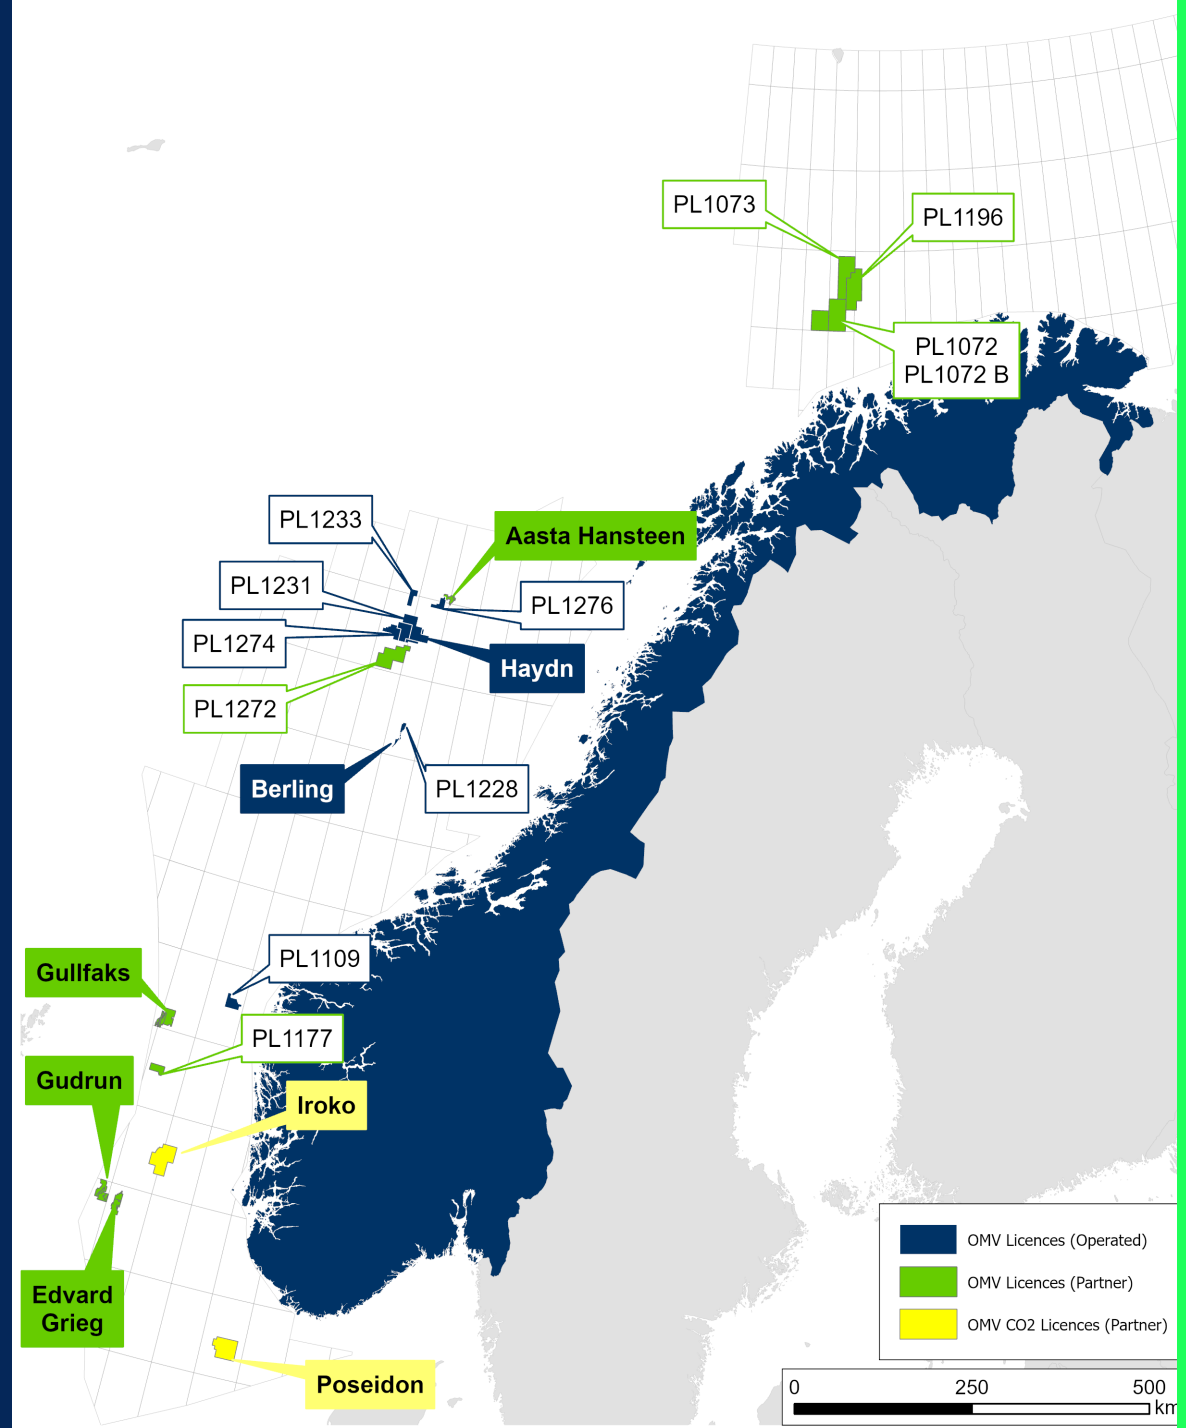 PL1073
PL1196
PL1072
PL1072 B
PL1233
Aasta Hansteen
PL1231
PL1276
PL1274
Haydn
PL1272
Berling
PL1228
PL1109
Gullfaks
PL1177
Gudrun
Iroko
Edvard
Grieg
Poseidon
OMV Licences (Operated)
OMV Licences (Partner)
OMV CO2 Licences (Partner)
0 250 500
km